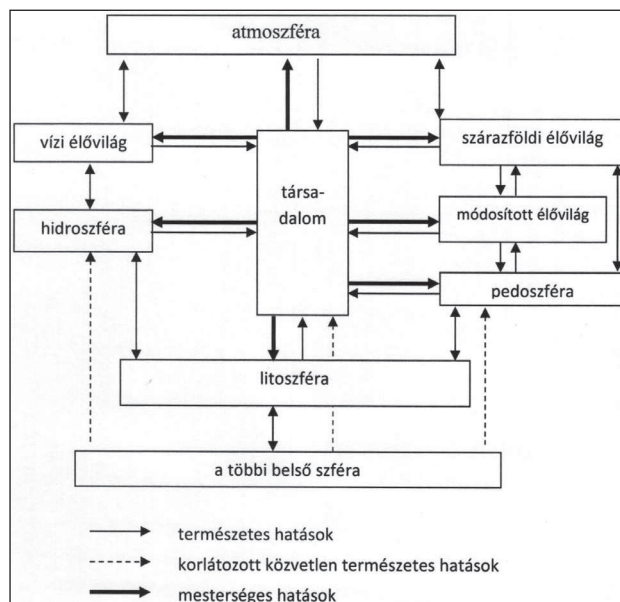 atmoszféra
vízi élővilág
szárazföldi élővilág
társa-
dalom
hidroszféra
módosított élővilág
pedoszféra
litoszféra
a többi belső szféra
természetes hatások
korlátozott közvetlen természetes hatások
mesterséges hatások